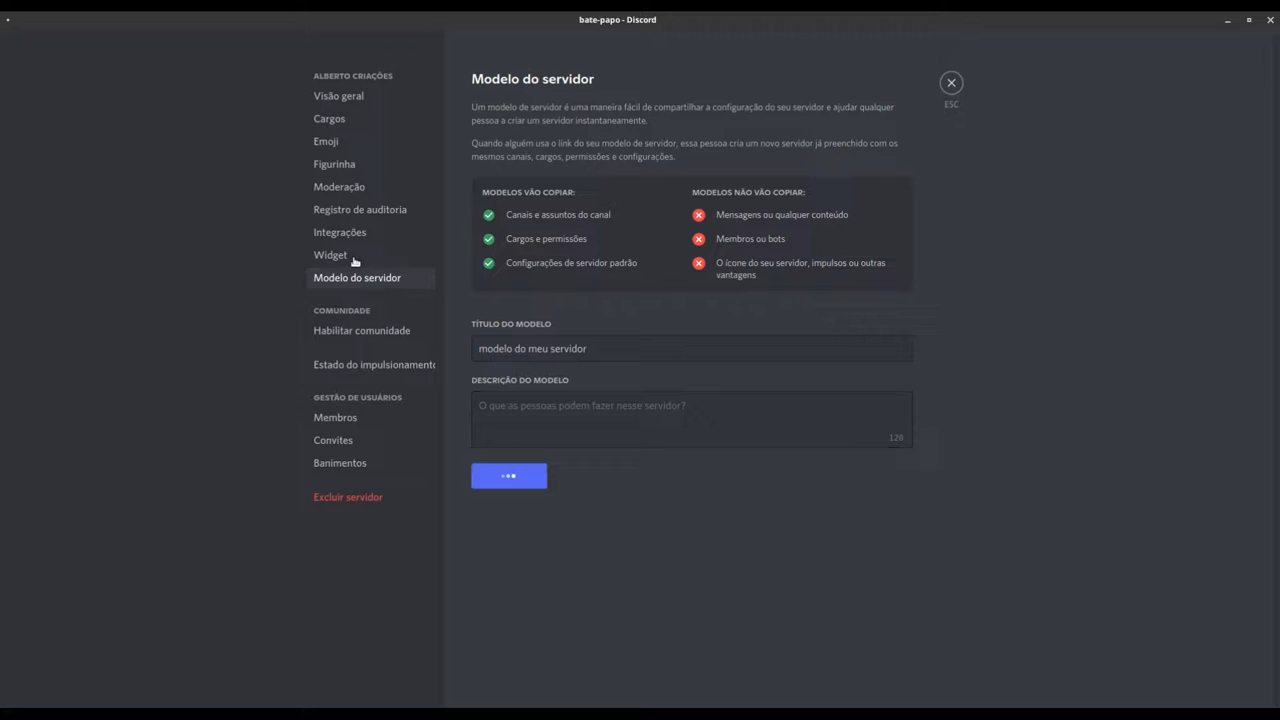 bate-papo - Discord
ALBERTO CRIAÇÕES
Visão geral
Cargos
Emoji
Figurinha
Moderação
Registro de auditoria
Integrações
Widget
Modelo do servidor
COMUNIDADE
Habilitar comunidade
Estado do impulsionamento
GESTÃO DE USUÁRIOS
Membros
Convites
Banimentos
Excluir servidor
Modelo do servidor
Um modelo de servidor é uma maneira fácil de compartilhar a configuração do seu servidor e ajudar qualquer
pessoa a criar um servidor instantaneamente.
Quando alguém usa o link do seu modelo de servidor, essa pessoa cria um novo servidor já preenchido com os
mesmos canais, cargos, permissões e configurações.
MODELOS VÃO COPIAR:
Canais e assuntos do canal
Cargos e permissões
Configurações de servidor padrão
MODELOS NÃO VÃO COPIAR:
Mensagens ou qualquer conteúdo
Membros ou bots
O ícone do seu servidor, impulsos ou outras
vantagens
TÍTULO DO MODELO
modelo do meu servidor
DESCRIÇÃO DO MODELO
O que as pessoas podem fazer nesse servidor?
120
ESC